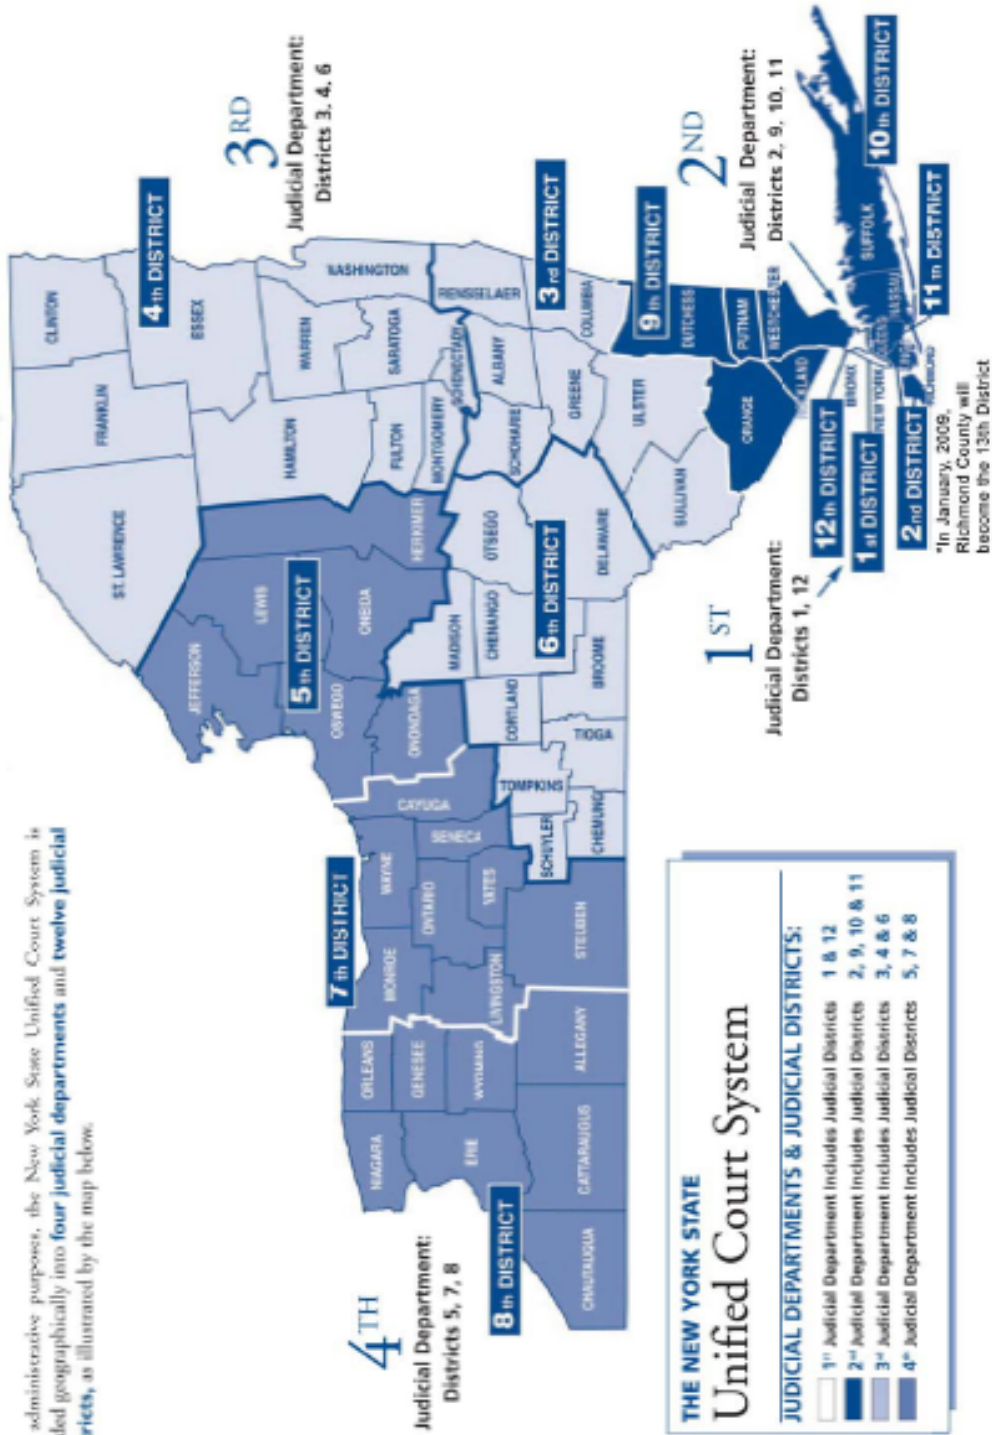 administrative purposes, the New York State Unified Court System is
ded geographically into four judicial departments and twelve judicial
ricts, as illustrated by the map below.
4TH
Judicial Department:
Districts 5, 7, 8
8th DISTRICT
7th DISTRICT
5th DISTRICT
4th DISTRICT
3RD
Judicial Department:
Districts 3. 4. 6
6th DISTRICT
3rd DISTRICT
9th DISTRICT
2ND
Judicial Department:
Districts 2, 9, 10, 11
1ST
Judicial Department:
Districts 1, 12
12th DISTRICT
1st DISTRICT
2nd DISTRICT
10th DISTRICT
11th DISTRICT
*In January, 2009,
Richmond County will
become the 13th District
CLINTON
FRANKLIN
ST. LAWRENCE
ESSEX
JEFFERSON
LEWIS
HAMILTON
WARREN
WASHINGTON
OSWEGO
ONEIDA
HERKIMER
FULTON
SARATOGA
MONTGOMERY
SCHENECTADY
RENSSELAER
NIAGARA
ORLEANS
GENESEE
MONROE
WAYNE
CAYUGA
ONONDAGA
MADISON
OTSEGO
SCHOHARIE
ALBANY
ERIE
WYOMING
LIVINGSTON
ONTARIO
YATES
SENECA
TOMPKINS
CORTLAND
CHENANGO
DELAWARE
GREENE
COLUMBIA
CHAUTAUQUA
CATTARAUGUS
ALLEGANY
STEUBEN
SCHUYLER
CHEMUNG
TIOGA
BROOME
SULLIVAN
ULSTER
DUTCHESS
ORANGE
PUTNAM
WESTCHESTER
ROCKLAND
BRONX
NEW YORK
QUEENS
RICHMOND
NASSAU
SUFFOLK
THE NEW YORK STATE
Unified Court System
JUDICIAL DEPARTMENTS & JUDICIAL DISTRICTS:
1st Judicial Department Includes Judicial Districts 1 & 12
2nd Judicial Department Includes Judicial Districts 2, 9, 10 & 11
3rd Judicial Department Includes Judicial Districts 3, 4 & 6
4th Judicial Department Includes Judicial Districts 5, 7 & 8